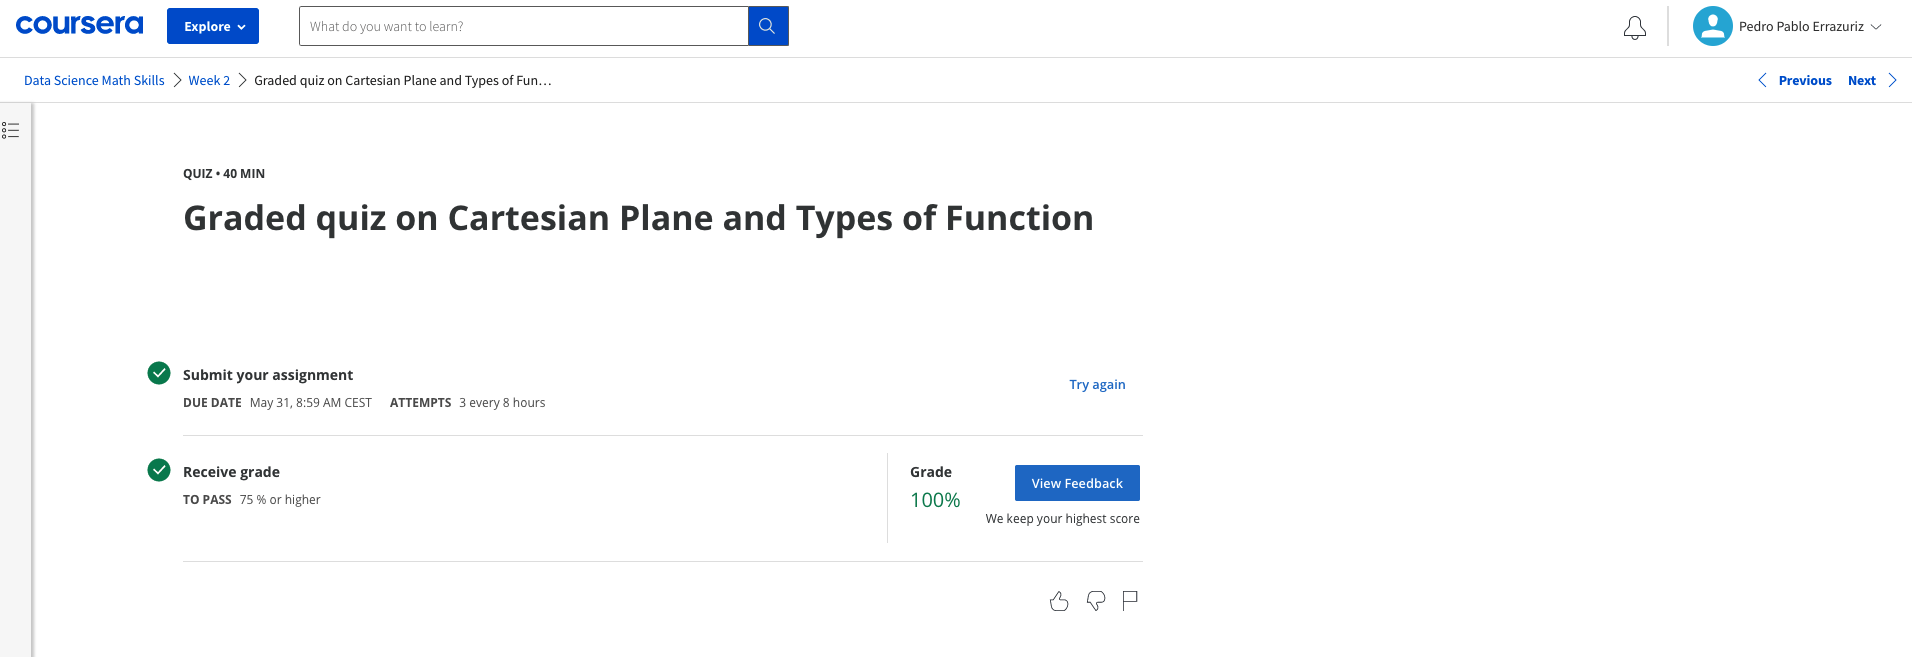 coursera
Explore
What do you want to learn?
Pedro Pablo Errazuriz
Data Science Math Skills
Week 2
Graded quiz on Cartesian Plane and Types of Fun...
Previous
Next
QUIZ • 40 MIN
Graded quiz on Cartesian Plane and Types of Function
Submit your assignment
Try again
DUE DATE May 31, 8:59 AM CEST ATTEMPTS 3 every 8 hours
Receive grade
TO PASS 75 % or higher
Grade
100%
View Feedback
We keep your highest score